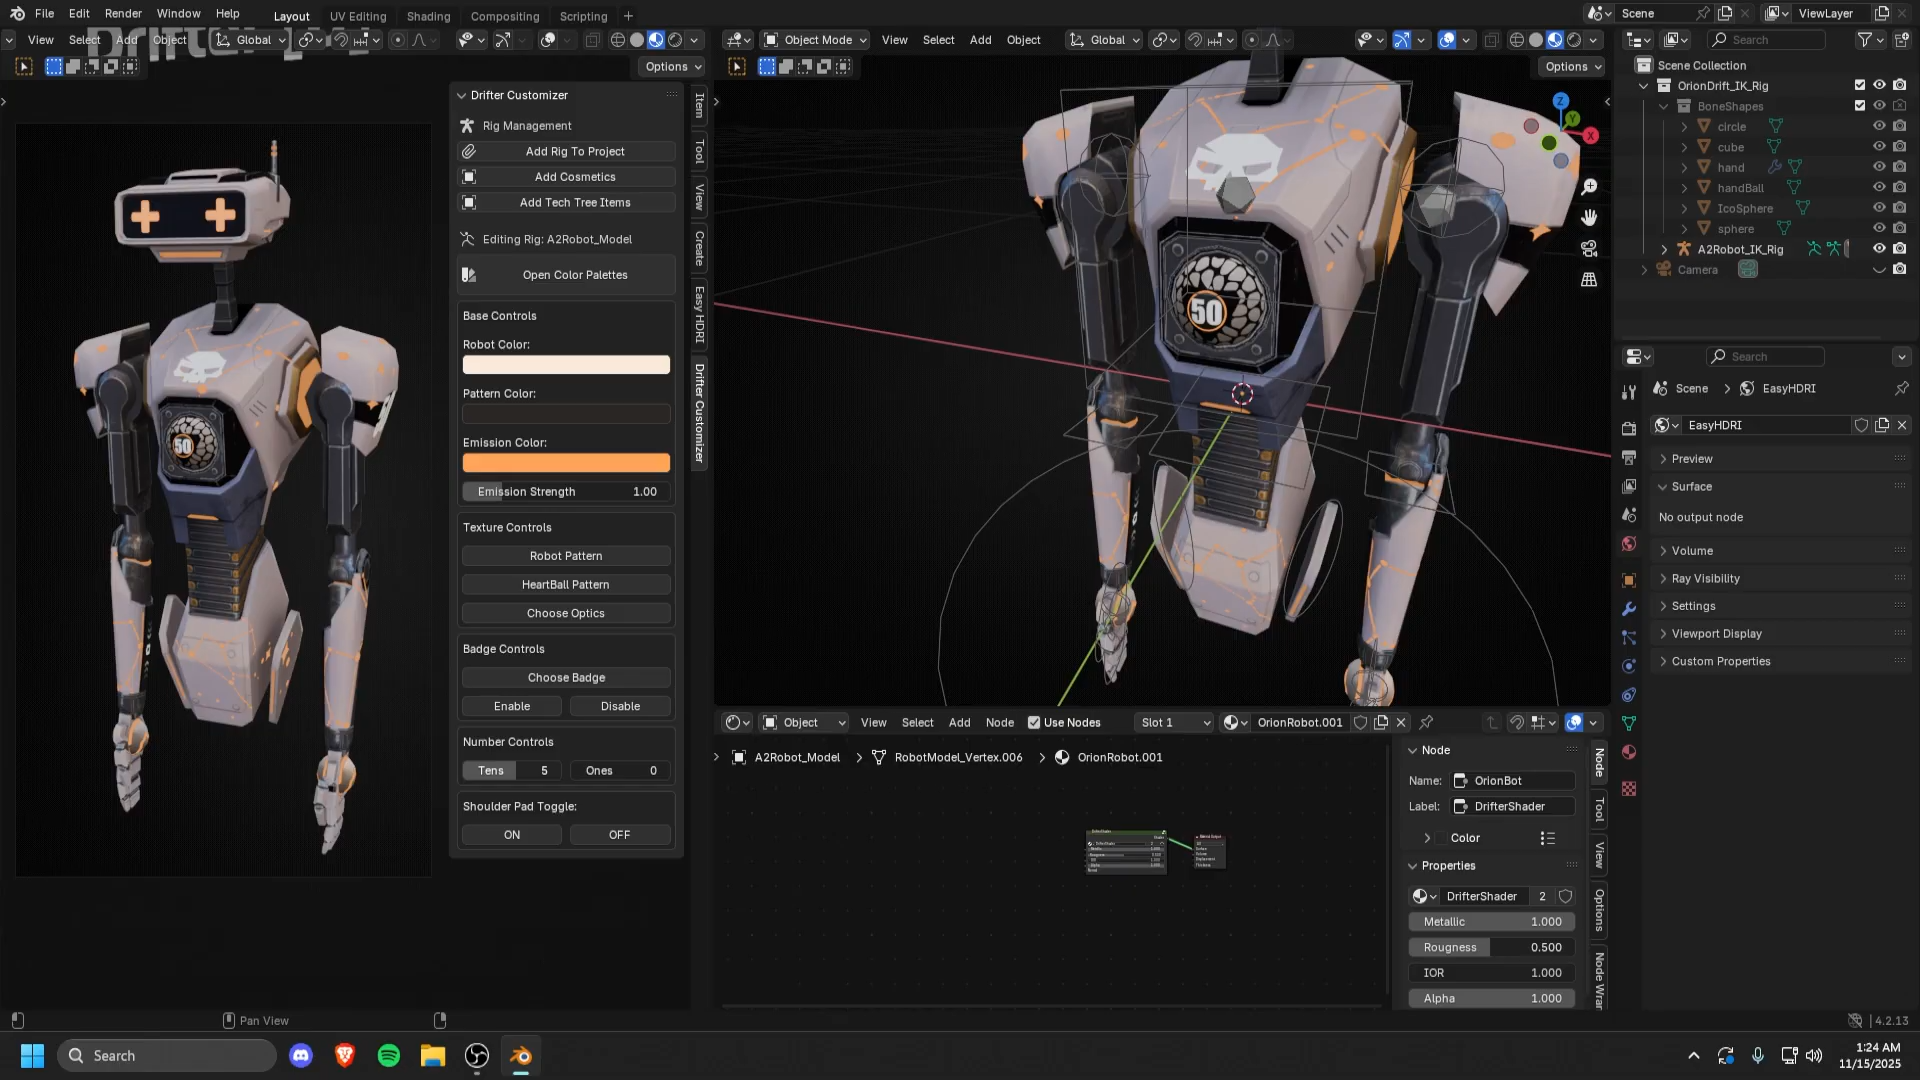 File Edit Render Window Help Layout UV Editing Shading Compositing Scripting + Scene ViewLayer
View Select Add Object Global
Object Mode View Select Add Object Global
Search
Options
Options
Drifter Customizer
Rig Management
Add Rig To Project
Add Cosmetics
Add Tech Tree Items
Editing Rig: A2Robot_Model
Open Color Palettes
Base Controls
Robot Color:
Pattern Color:
Emission Color:
Emission Strength 1.00
Texture Controls
Robot Pattern
HeartBall Pattern
Choose Optics
Badge Controls
Choose Badge
Enable Disable
Number Controls
Tens 5 Ones 0
Shoulder Pad Toggle:
ON OFF
Item
Tool
View
Create
Easy HDRI
Drifter Customizer
50
50
Z
Y
X
Scene Collection
OrionDrift_IK_Rig
BoneShapes
circle
cube
hand
handBall
IcoSphere
sphere
A2Robot_IK_Rig
Camera
Search
Scene > EasyHDRI
EasyHDRI
Preview
Surface
No output node
Volume
Ray Visibility
Settings
Viewport Display
Custom Properties
Object View Select Add Node Use Nodes Slot 1 OrionRobot.001
A2Robot_Model > RobotModel_Vertex.006 > OrionRobot.001
Node
Name: OrionBot
Label: DrifterShader
Color
Properties
DrifterShader 2
Metallic 1.000
Rougness 0.500
IOR 1.000
Alpha 1.000
Node
Tool
View
Options
Node Wran
Pan View
4.2.13
Search
1:24 AM
11/15/2025